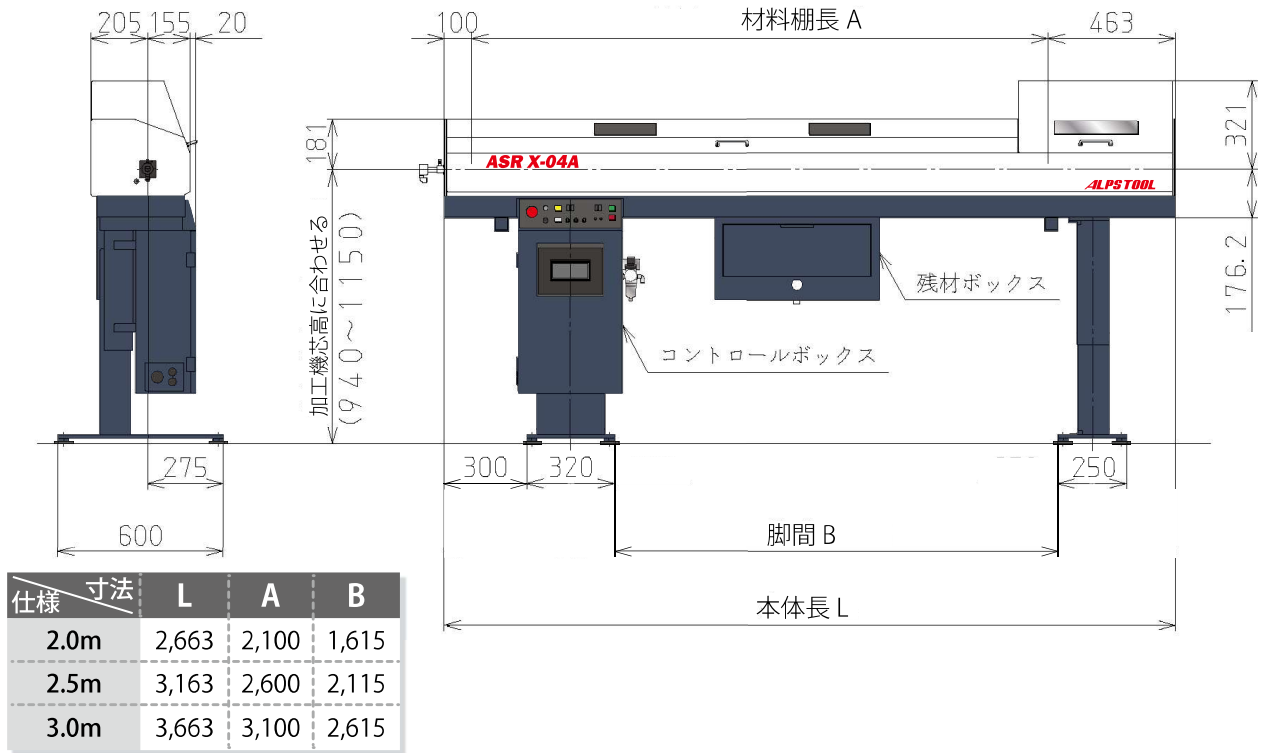 205 155 20
100 材料棚長 A 463
181
321
ASR X-04A
ALPS TOOL
176.2
加工機芯高に合わせる
(940～1150)
残材ボックス
コントロールボックス
275
300 320 250
600
脚間 B
本体長 L
仕様 寸法 L A B
2.0m 2,663 2,100 1,615
2.5m 3,163 2,600 2,115
3.0m 3,663 3,100 2,615